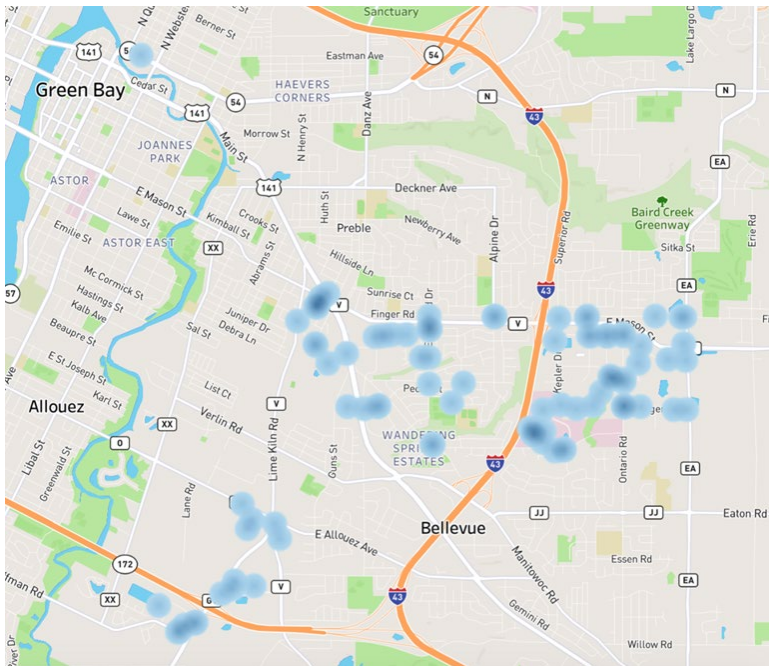 Sanctuary
N Webster
Berner St
Lake Largo D
141
5
Eastman Ave
54
Cedar St
Green Bay
HAEVERS
CORNERS
54
N
N
141
43
Main St
Morrow St
N Henry St
Danz Ave
JOANNES
PARK
EA
ASTOR
141
Deckner Ave
E Mason St
Huth St
Baird Creek
Greenway
Lawe St
Kimball St
Crooks St
Preble
Newberry Ave
Alpine Dr
Superior Rd
Erie Rd
Emilie St
ASTOR EAST
XX
Abrams St
Sitka St
Hillside Ln
McCormick St
57
Hastings St
Sunrise Ct
43
EA
Kalb Ave
V
Juniper Dr
Finger Rd
V
E Mason St
Beaupre St
Sal St
Debra Ln
E St Joseph St
Kepler D
List Ct
Allouez
Karl St
V
Verlin Rd
XX
WANDERING
SPRI
ESTATES
O
Libal St
Greenwald St
Lime Kiln Rd
Guns St
Ontario Rd
43
EA
Lane Rd
JJ
JJ
Eaton Rd
Bellevue
E Allouez Ave
172
Essen Rd
Manitowoc Rd
ffman Rd
XX
G
V
43
EA
Gemini Rd
Willow Rd